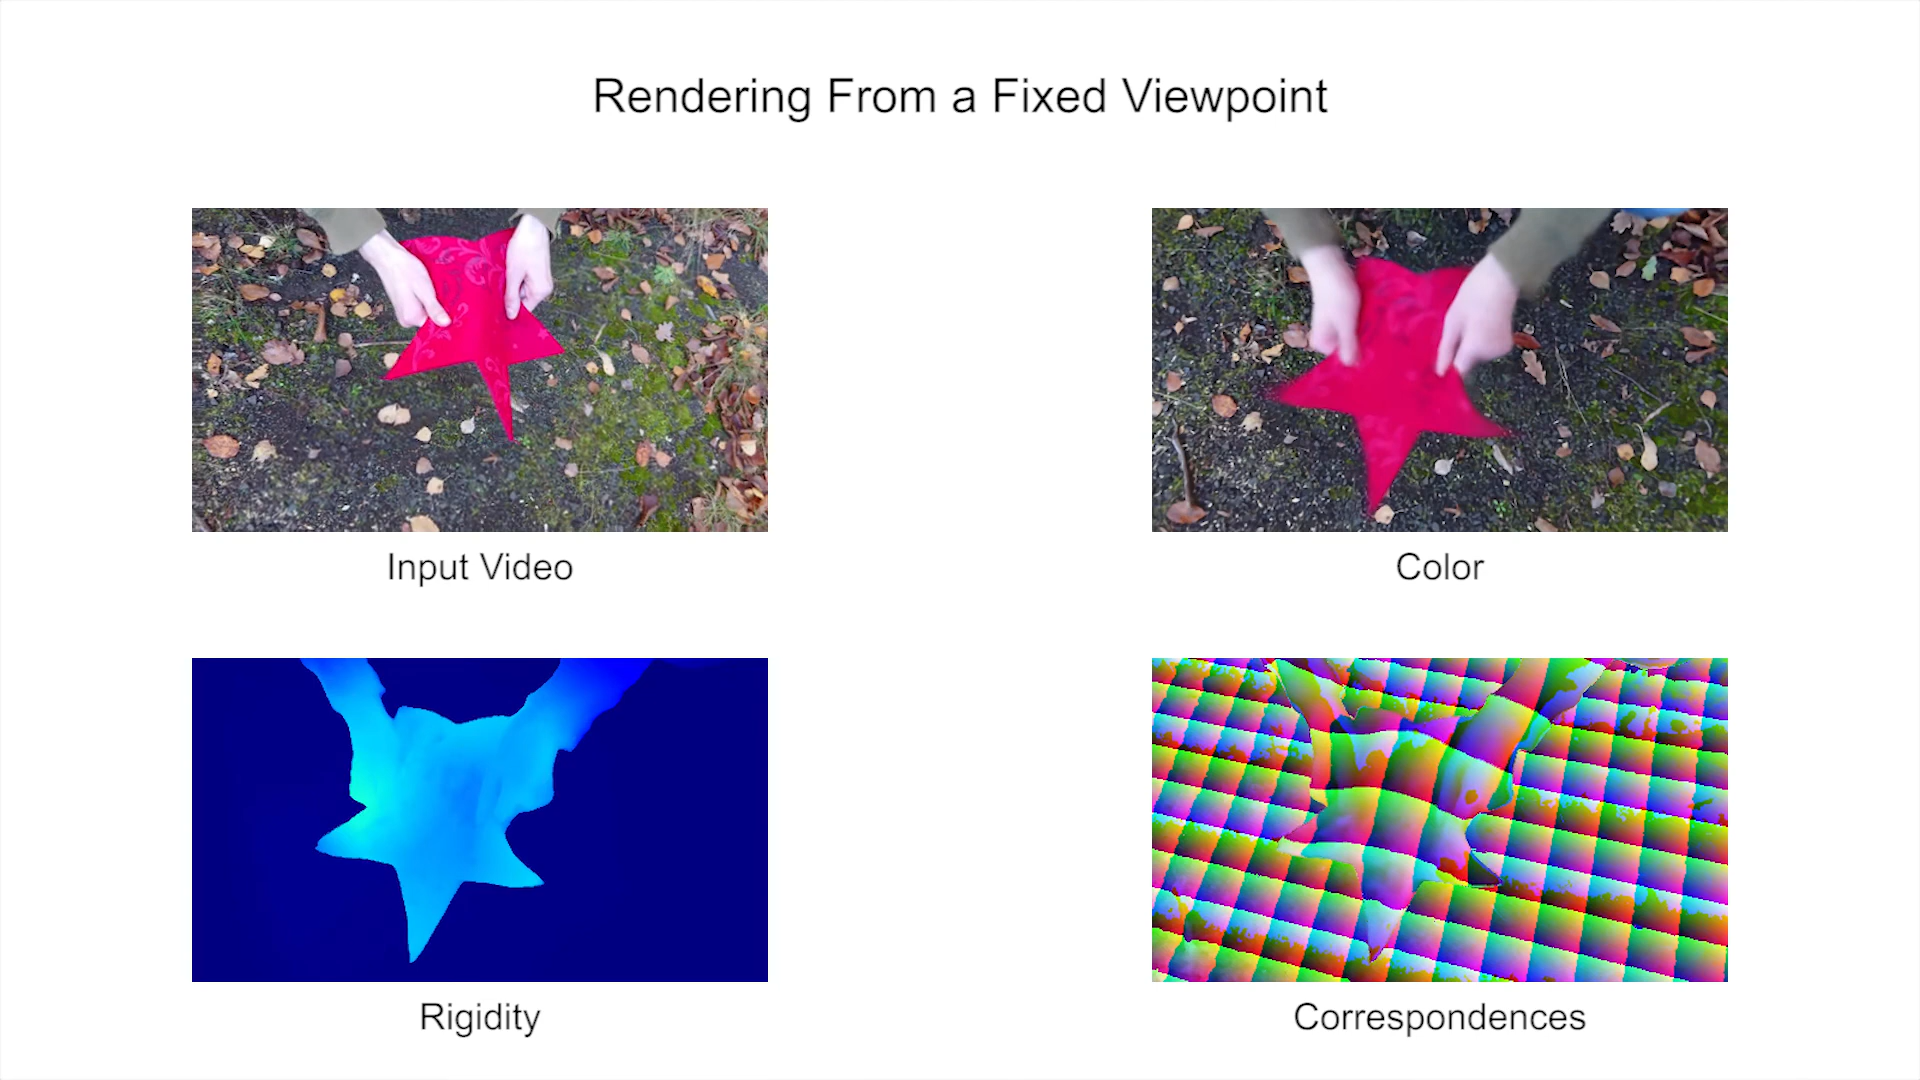 Rendering From a Fixed Viewpoint
Input Video
Color
Rigidity
Correspondences